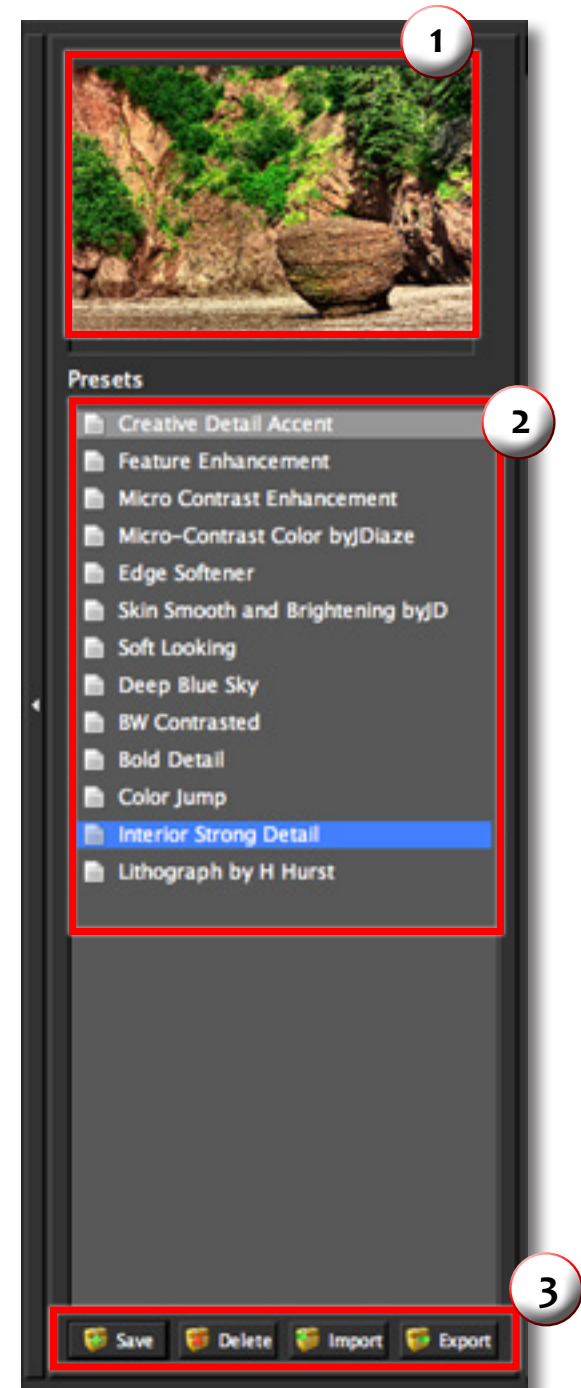 1
Presets
2
Creative Detail Accent
Feature Enhancement
Micro Contrast Enhancement
Micro-Contrast Color byJDiaze
Edge Softener
Skin Smooth and Brightening byJD
Soft Looking
Deep Blue Sky
BW Contrasted
Bold Detail
Color Jump
Interior Strong Detail
Lithograph by H Hurst
3
Save Delete Import Export